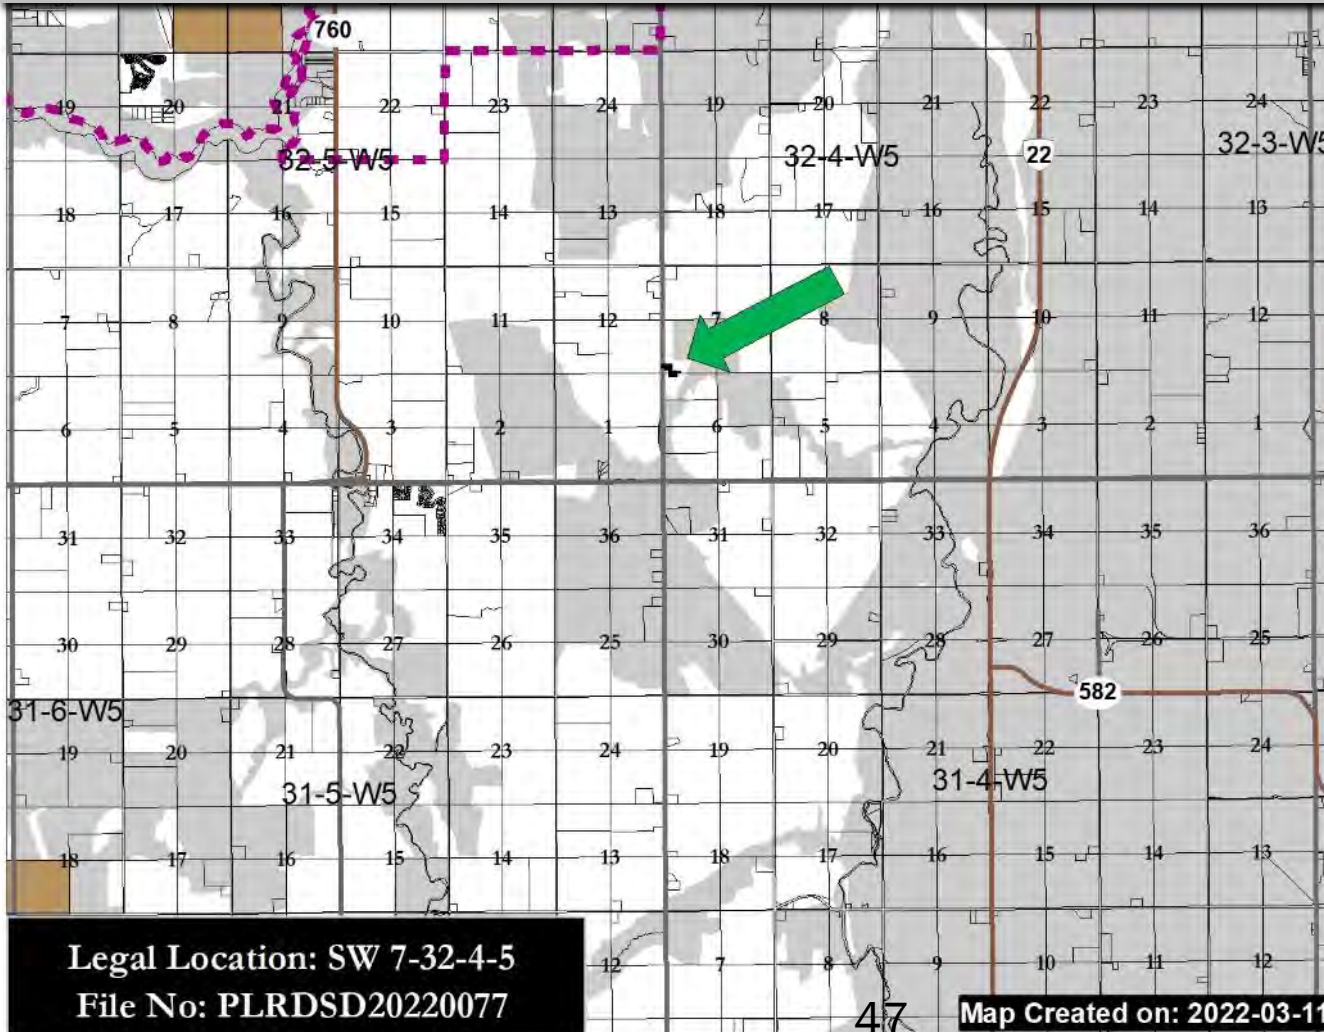 760
19 20 21 22 23 24 19 20 21 22 23 24
32-5-W5 32-4-W5 22 32-3-W5
18 17 16 15 14 13 18 17 16 15 14 13
7 8 9 10 11 12 7 8 9 10 11 12
6 5 4 3 2 1 6 5 4 3 2 1
31 32 33 34 35 36 31 32 33 34 35 36
30 29 28 27 26 25 30 29 28 27 26 25
582
31-6-W5
19 20 21 22 23 24 19 20 21 22 23 24
31-5-W5 31-4-W5
18 17 16 15 14 13 18 17 16 15 14 13
12 7 8 9 10 11 12
Legal Location: SW 7-32-4-5
File No: PLRDSD20220077
47
Map Created on: 2022-03-11